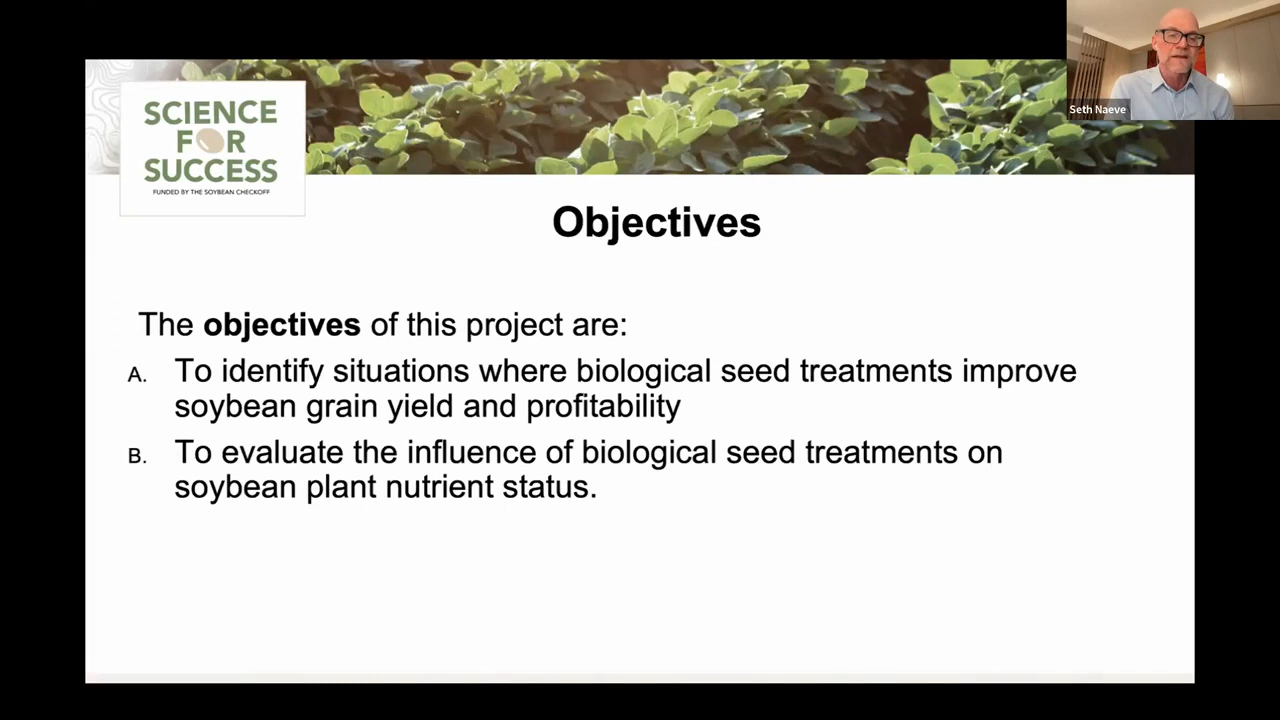 Seth Naeve
SCIENCE
FOR
SUCCESS
FUNDED BY THE SOYBEAN CHECKOFF
Objectives
The objectives of this project are:
A. To identify situations where biological seed treatments improve
soybean grain yield and profitability
B. To evaluate the influence of biological seed treatments on
soybean plant nutrient status.